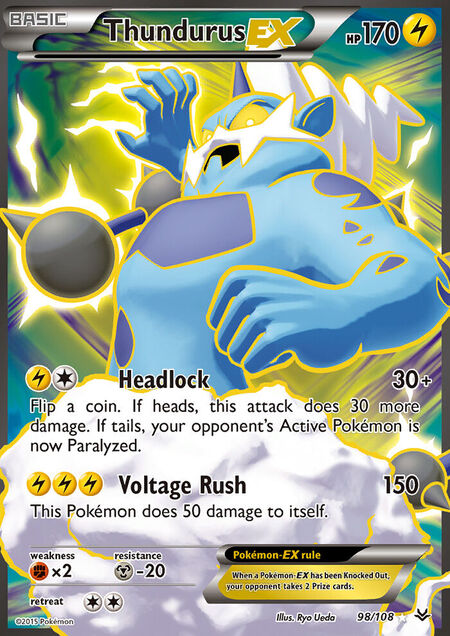 BASIC
Thundurus EX
HP 170
Headlock 30+
Flip a coin. If heads, this attack does 30 more
damage. If tails, your opponent's Active Pokémon is
now Paralyzed.
Voltage Rush 150
This Pokémon does 50 damage to itself.
weakness
×2
resistance
-20
retreat
Pokémon-EX rule
When a Pokémon-EX has been Knocked Out,
your opponent takes 2 Prize cards.
©2015 Pokémon
Illus. Ryo Ueda
98/108